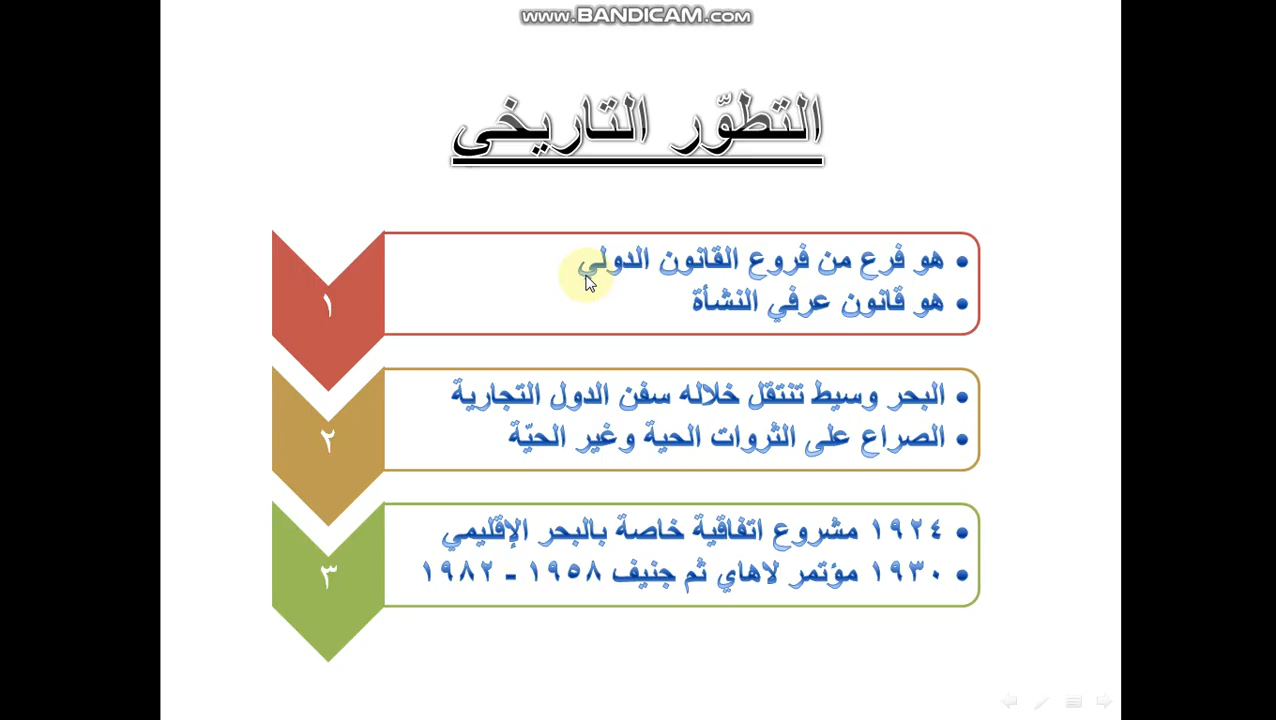 www.BANDICAM.com
التطوّر التاريخي
هو فرع من فروع القانون الدولي
هو قانون عرفي النشأة
١
البحر وسيط تنتقل خلاله سفن الدول التجارية
الصراع على الثروات الحية وغير الحيّة
٢
١٩٢٤ مشروع اتفاقية خاصة بالبحر الإقليمي
١٩٣٠ مؤتمر لاهاي ثم جنيف ١٩٥٨ - ١٩٨٢
٣